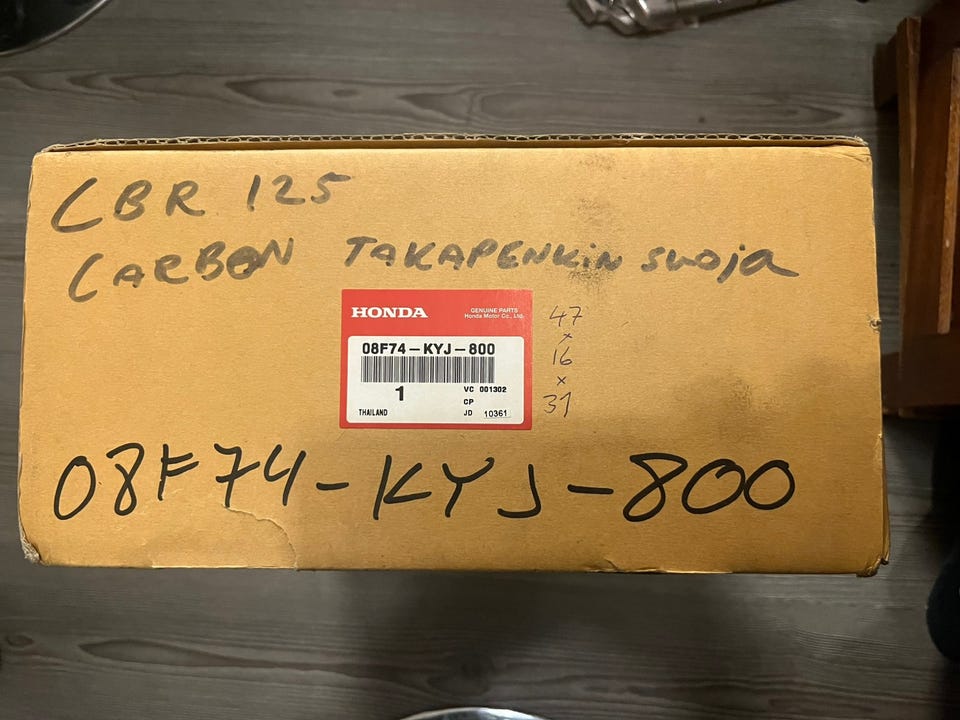 CBR 125
CARBON TAKAPENKIN suoja
HONDA
GENUINE PARTS
Honda Motor Co., Ltd.
08F74-KYJ-800
1
VC 001302
CP
THAILAND
JD 10361
47
x
16
x
31
08F74-KYJ-800